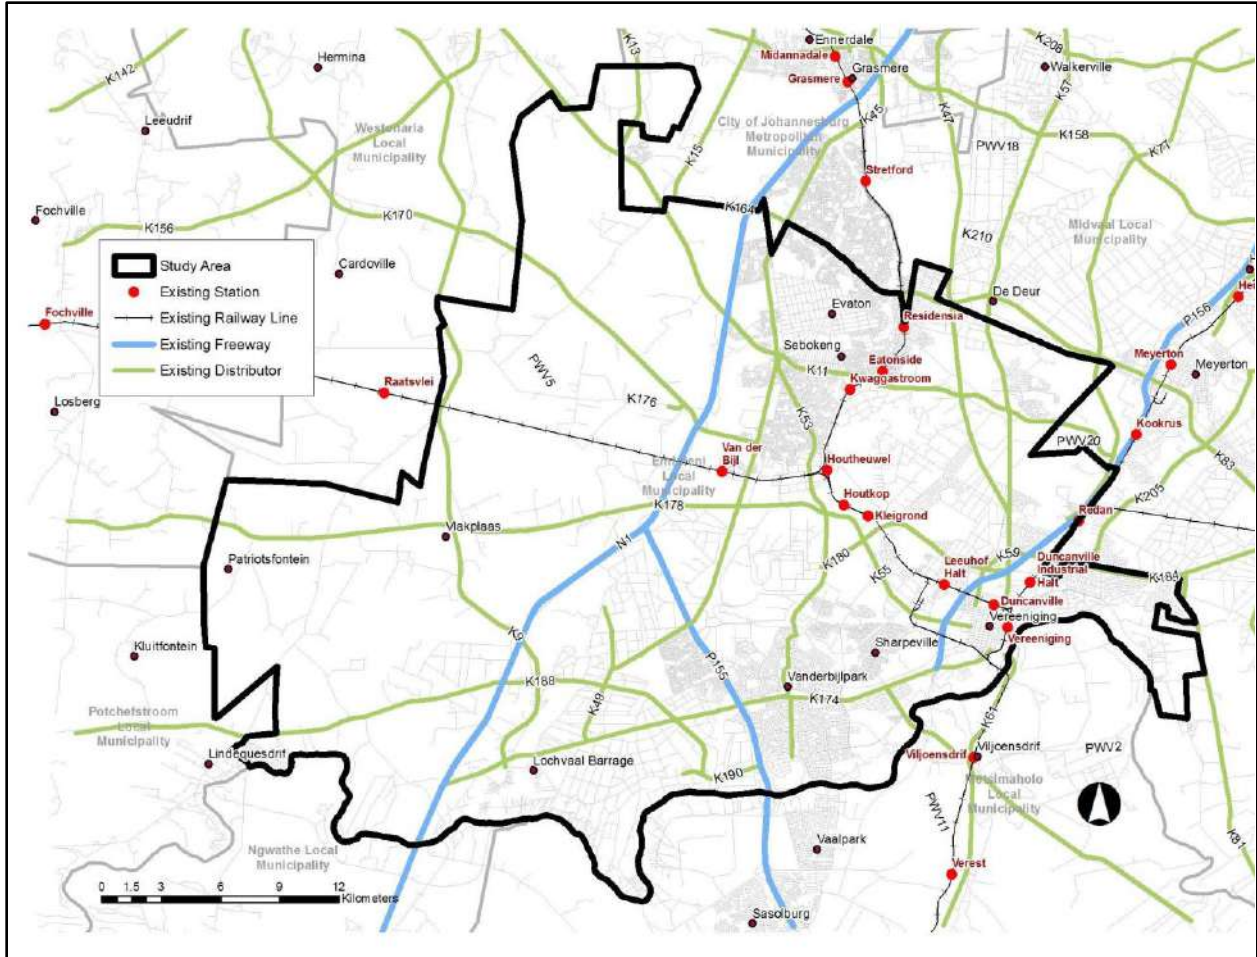 Ennerdale
K142
Hermina
K13
Midannadale
Grasmere
Grasmere
K208
Walkerville
K57
Leeudrif
Westonaria
Local
Municipality
City of Johannesburg
Metropolitan
Municipality
K45
K47
K158
K15
PWV18
K71
Stretford
Fochville
K156
K170
K164
K210
Midvaal Local
Municipality
Study Area
Existing Station
Existing Railway Line
Existing Freeway
Existing Distributor
Cardoville
Evaton
De Deur
Fochville
Residensia
P156
Sebokeng
Eatonside
Meyerton
Meyerton
PWV5
K11
Raatsvlei
Kwaggastroom
Losberg
K176
K53
Kookrus
PWV20
K83
Van der
Bijl
Houtheuwel
Emfuleni
Local
Municipality
K205
K178
Houtkop
Kleigrond
Redan
Vlakplaas
N1
Patriotsfontein
K180
K55
K59
Leeuhof
Halt
Duncanville
Industrial
Halt
K184
Duncanville
Vereeniging
Vereeniging
K9
Kluitfontein
Sharpeville
P155
K188
Vanderbijlpark
K174
K49
K61
Potchefstroom
Local
Municipality
Lindequesdrif
Lochvaal Barrage
K190
Viljoensdrif
Viljoensdrif
PWV2
Metsimaholo
Local
Municipality
PWV11
K81
Vaalpark
Ngwathe Local
Municipality
Verest
0 1.5 3 6 9 12
Kilometers
Sasolburg